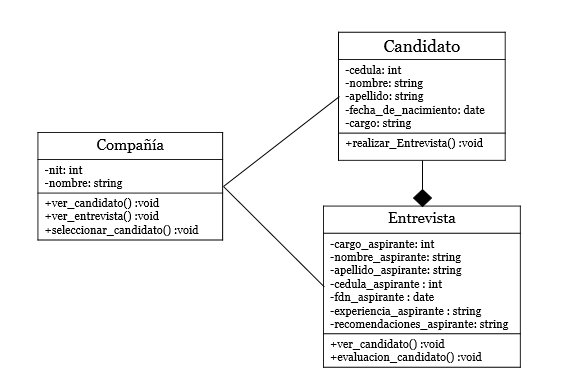 Compañía
-nit: int
-nombre: string
+ver_candidato() :void
+ver_entrevista() :void
+seleccionar_candidato() :void
Candidato
-cedula: int
-nombre: string
-apellido: string
-fecha_de_nacimiento: date
-cargo: string
+realizar_Entrevista() :void
Entrevista
-cargo_aspirante: int
-nombre_aspirante: string
-apellido_aspirante: string
-cedula_aspirante : int
-fdn_aspirante : date
-experiencia_aspirante : string
-recomendaciones_aspirante: string
+ver_candidato() :void
+evaluacion_candidato() :void